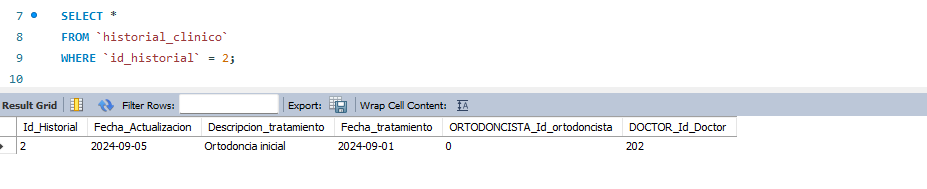 7 SELECT *
8 FROM `historial_clinico`
9 WHERE `id_historial` = 2;
10
Result Grid Filter Rows: Export: Wrap Cell Content:
Id_Historial Fecha_Actualizacion Descripcion_tratamiento Fecha_tratamiento ORTODONCISTA_Id_ortodoncista DOCTOR_Id_Doctor
2 2024-09-05 Ortodoncia inicial 2024-09-01 0 202